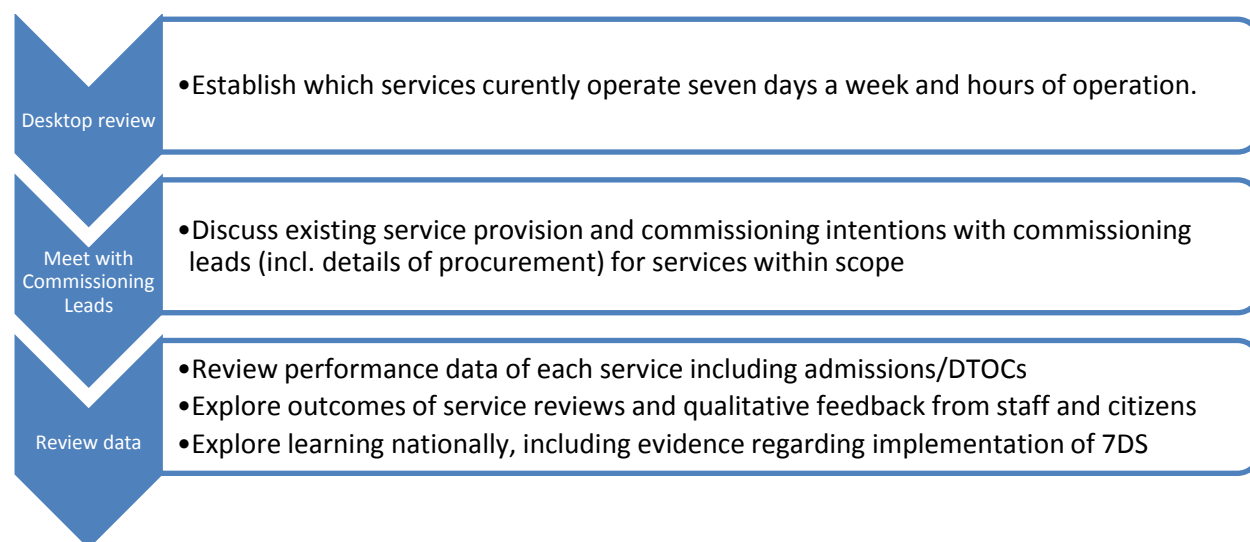 Desktop review
•Establish which services curently operate seven days a week and hours of operation.
Meet with
Commissioning
Leads
•Discuss existing service provision and commissioning intentions with commissioning
leads (incl. details of procurement) for services within scope
Review data
•Review performance data of each service including admissions/DTOCs
•Explore outcomes of service reviews and qualitative feedback from staff and citizens
•Explore learning nationally, including evidence regarding implementation of 7DS